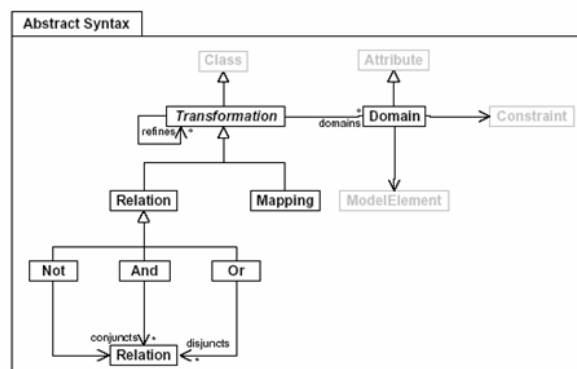 Abstract Syntax
Class
Attribute
Transformation
*
Domain
Constraint
refines
*
domains
Relation
Mapping
ModelElement
Not
And
Or
conjuncts
*
disjuncts
Relation
*